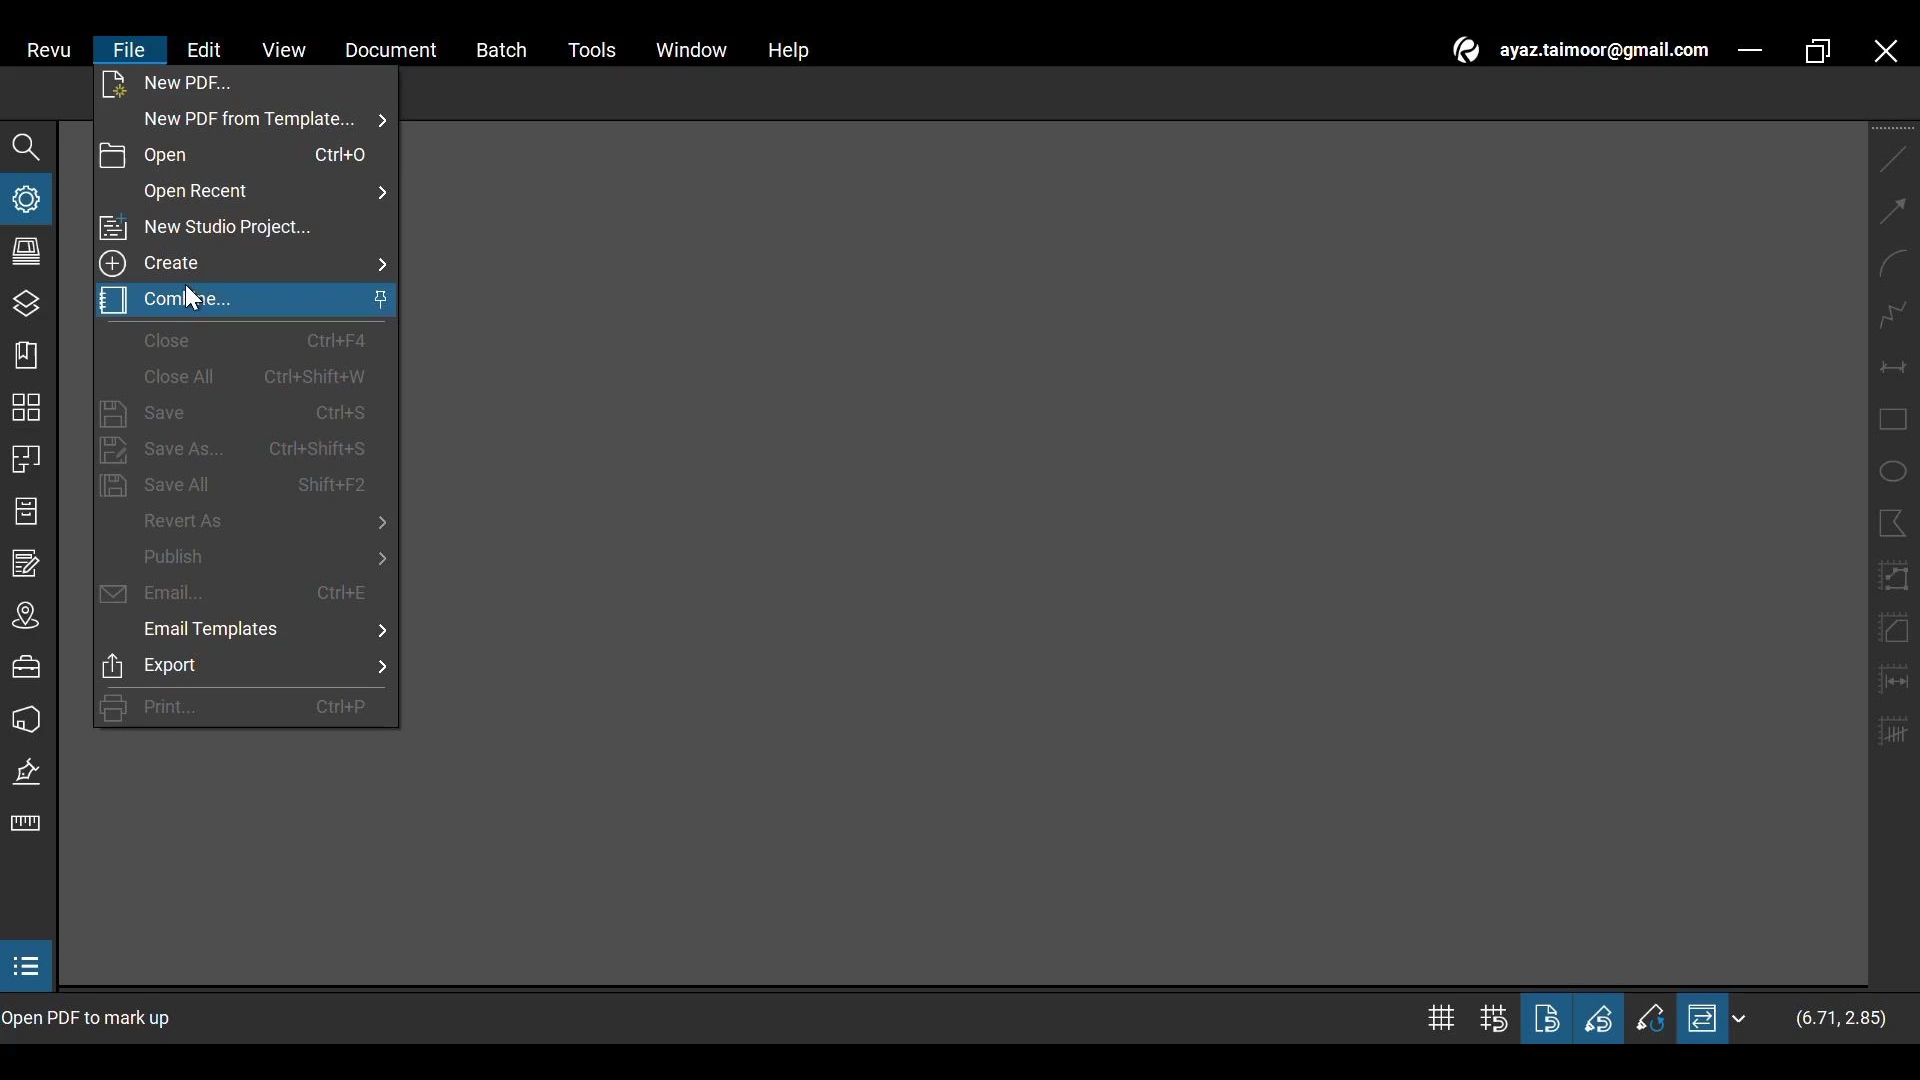 Revu File Edit View Document Batch Tools Window Help ayaz.taimoor@gmail.com
New PDF...
New PDF from Template...
Open Ctrl+O
Open Recent
New Studio Project...
Create
Close Ctrl+F4
Close All Ctrl+Shift+W
Save Ctrl+S
Save As... Ctrl+Shift+S
Save All Shift+F2
Revert As
Publish
Email... Ctrl+E
Email Templates
Export
Print... Ctrl+P
Open PDF to mark up (6.71, 2.85)